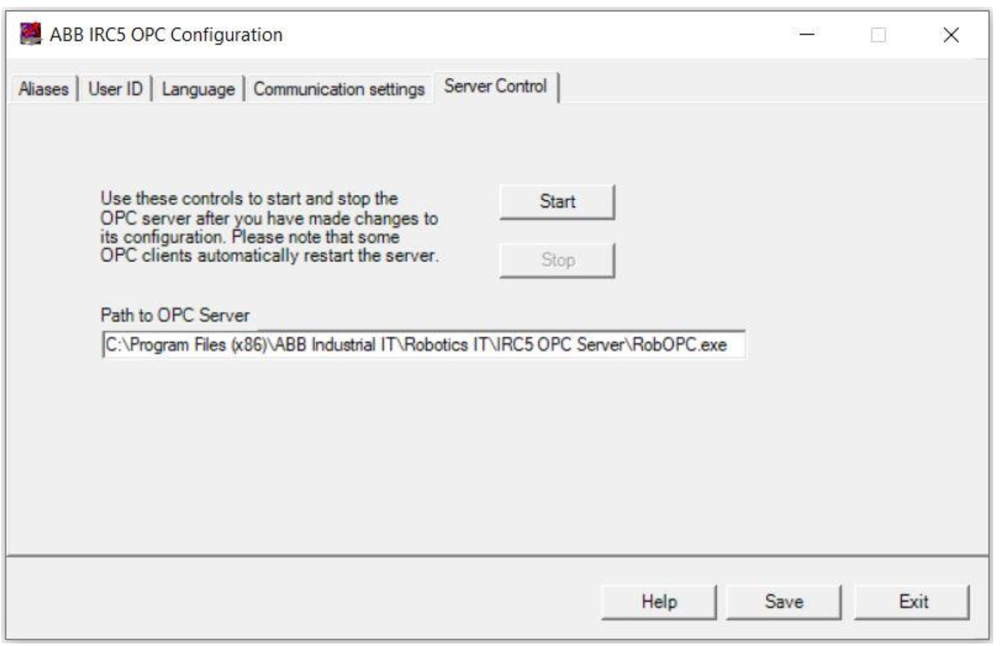 ABB IRC5 OPC Configuration
Aliases User ID Language Communication settings Server Control
Use these controls to start and stop the
OPC server after you have made changes to
its configuration. Please note that some
OPC clients automatically restart the server.
Start
Stop
Path to OPC Server
C:\Program Files (x86)\ABB Industrial IT\Robotics IT\IRC5 OPC Server\RobOPC.exe
Help Save Exit